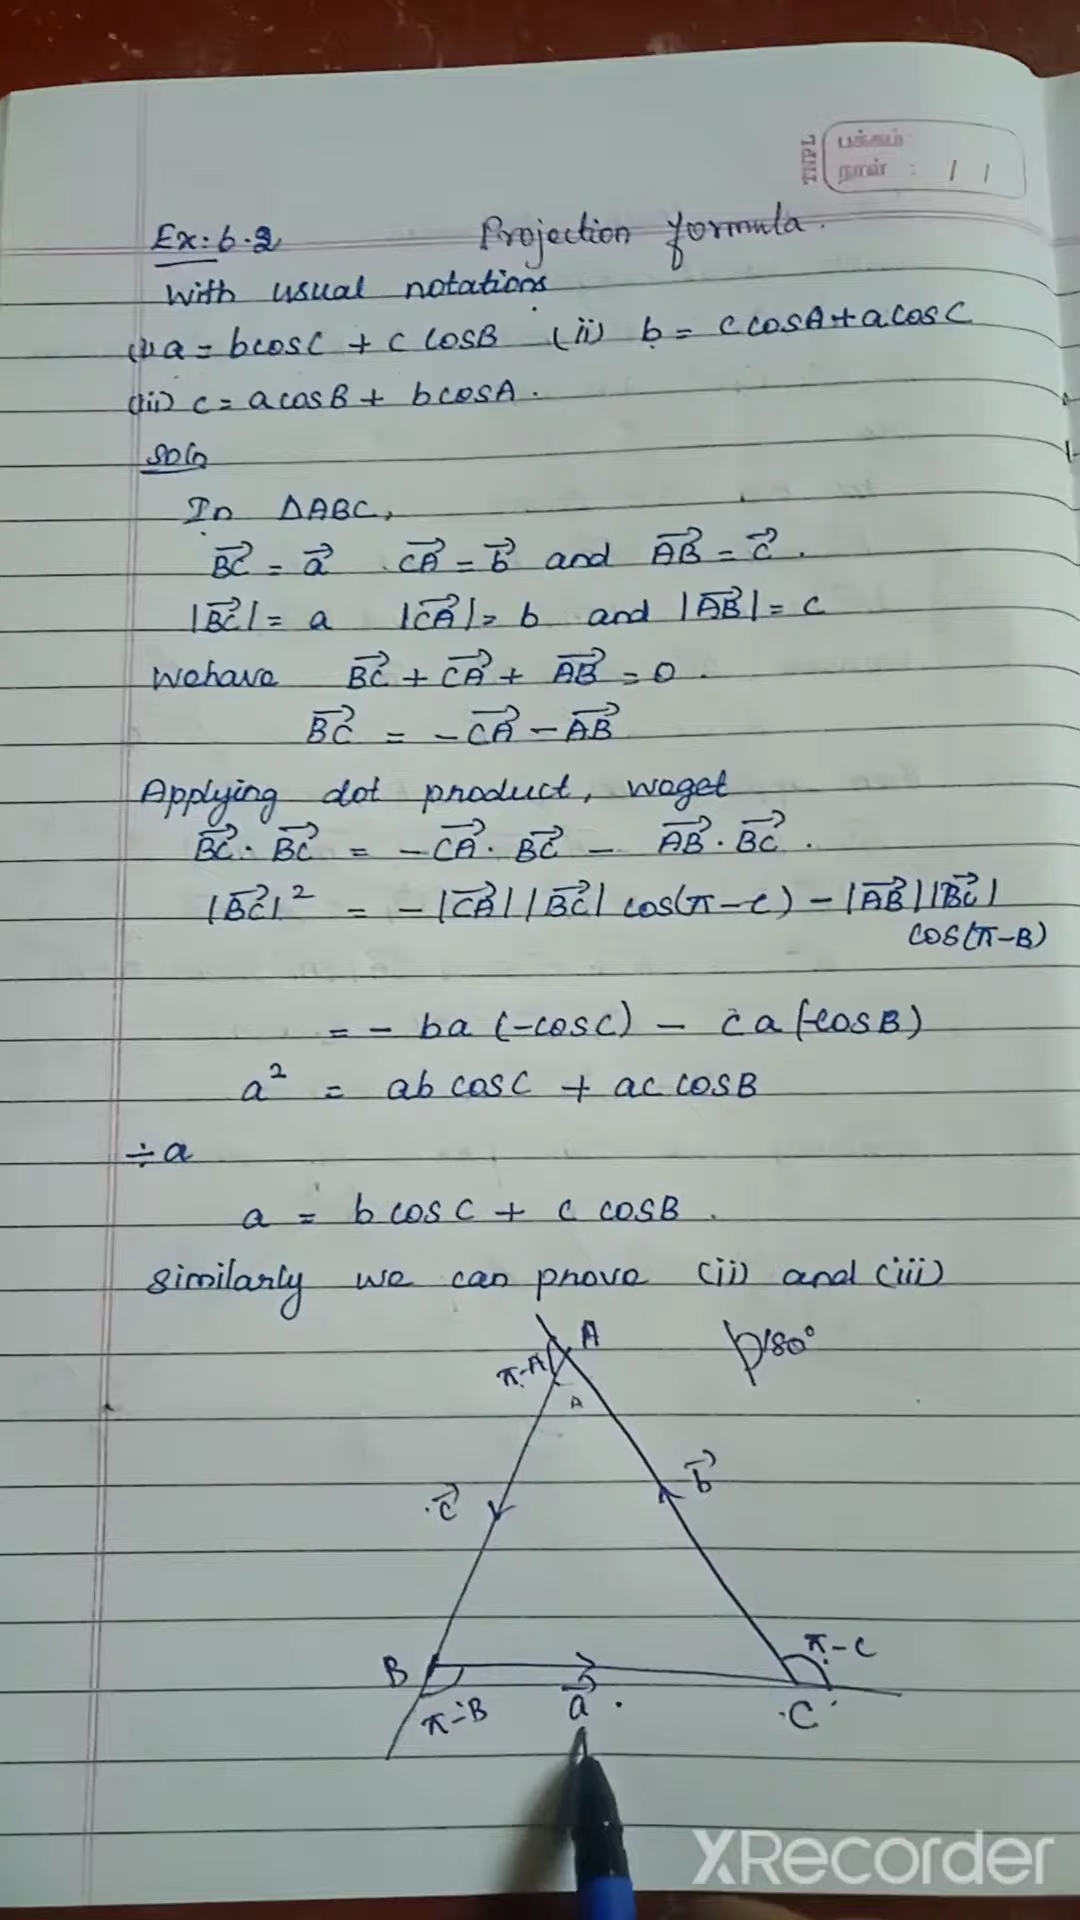 THPL
பக்கம்
நாள் : / /
Ex: 6.2 Projection formula.
With usual notations
(i) a = b cosC + c cosB (ii) b = c cosA + a cosC
(iii) c = a cosB + b cosA.
Soln
In ΔABC,
B͞C⃗ = a⃗ CA⃗ = b⃗ and AB⃗ = c⃗.
|BC⃗| = a |CA⃗| = b and |AB⃗| = c
We have BC⃗ + CA⃗ + AB⃗ = 0.
BC⃗ = -CA⃗ - AB⃗
Applying dot product, we get
BC⃗ · BC⃗ = -CA⃗ · BC⃗ - AB⃗ · BC⃗.
|BC⃗|² = -|CA⃗||BC⃗| cos(π-C) - |AB⃗||BC⃗|
cos(π-B)
= - ba (-cosC) - ca (-cosB)
a² = ab cosC + ac cosB
÷ a
a = b cosC + c cosB.
Similarly we can prove (ii) and (iii)
A
180°
π-A
A
c⃗ b⃗
π-C
B
π-B a⃗ C
XRecorder